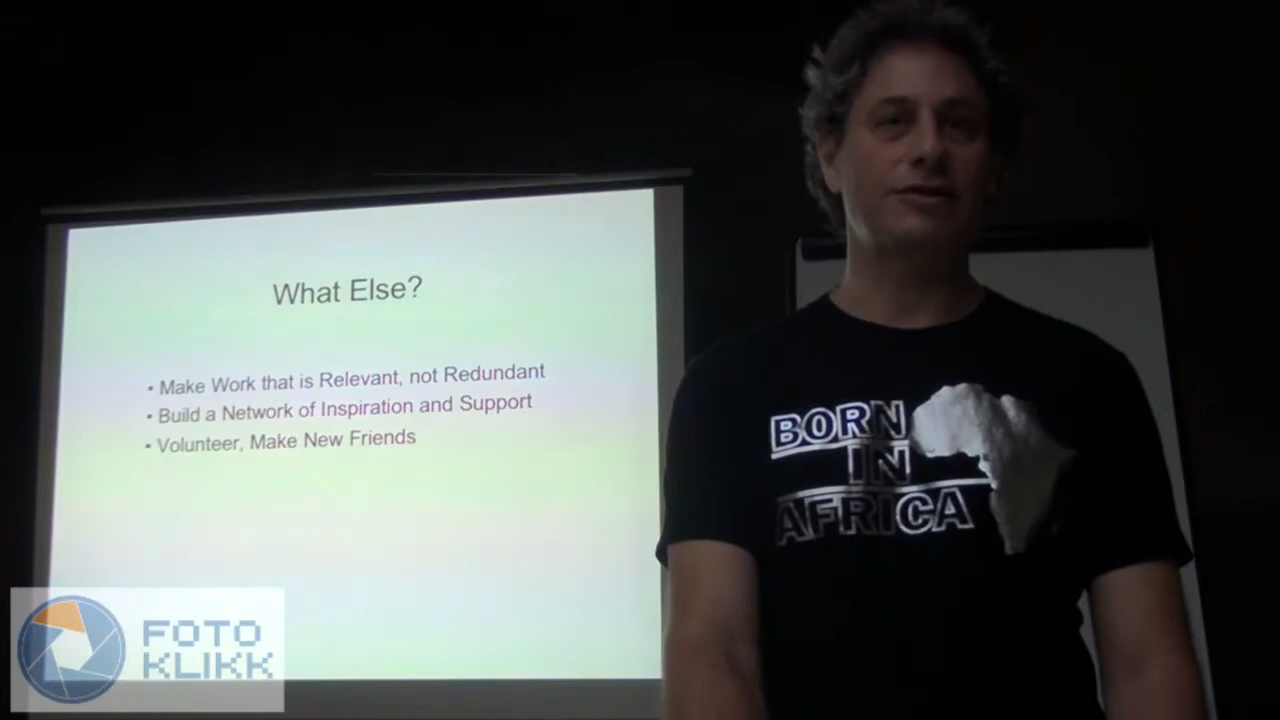 What Else?
• Make Work that is Relevant, not Redundant
• Build a Network of Inspiration and Support
• Volunteer, Make New Friends
BORN
IN
AFRICA
FOTO
KLIKK